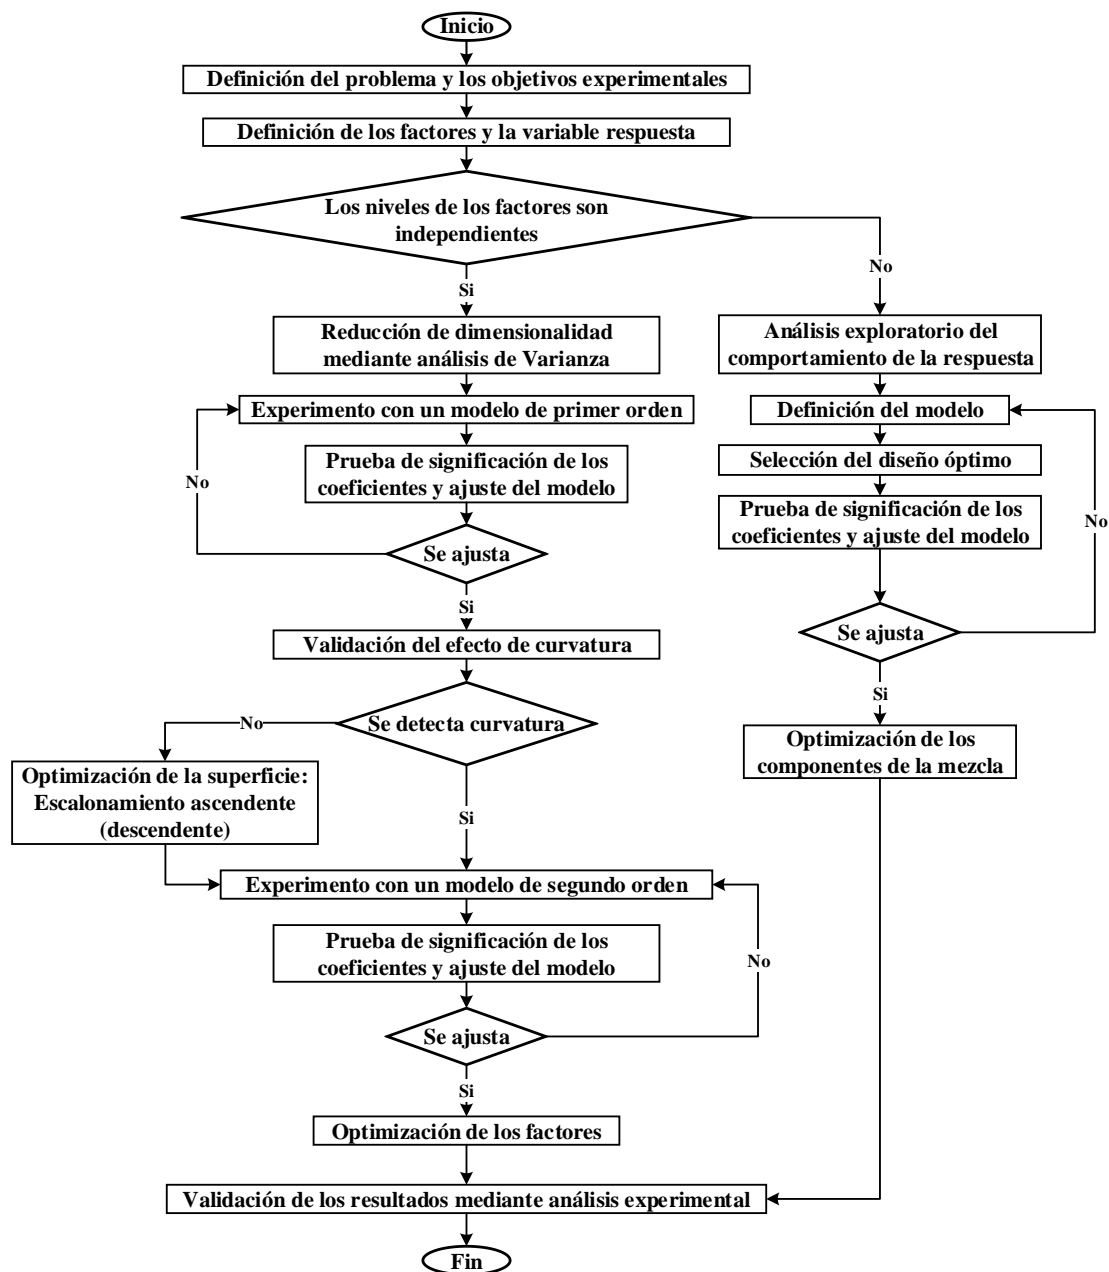 Inicio
Definición del problema y los objetivos experimentales
Definición de los factores y la variable respuesta
Los niveles de los factores son
independientes
No
Si
Reducción de dimensionalidad
mediante análisis de Varianza
Análisis exploratorio del
comportamiento de la respuesta
Experimento con un modelo de primer orden
Definición del modelo
Prueba de significación de los
coeficientes y ajuste del modelo
No
Selección del diseño óptimo
Prueba de significación de los
coeficientes y ajuste del modelo
No
Se ajusta
Si
Validación del efecto de curvatura
Se ajusta
Si
Se detecta curvatura
No
Optimización de los
componentes de la mezcla
Optimización de la superficie:
Escalonamiento ascendente
(descendente)
Si
Experimento con un modelo de segundo orden
Prueba de significación de los
coeficientes y ajuste del modelo
No
Se ajusta
Si
Optimización de los factores
Validación de los resultados mediante análisis experimental
Fin